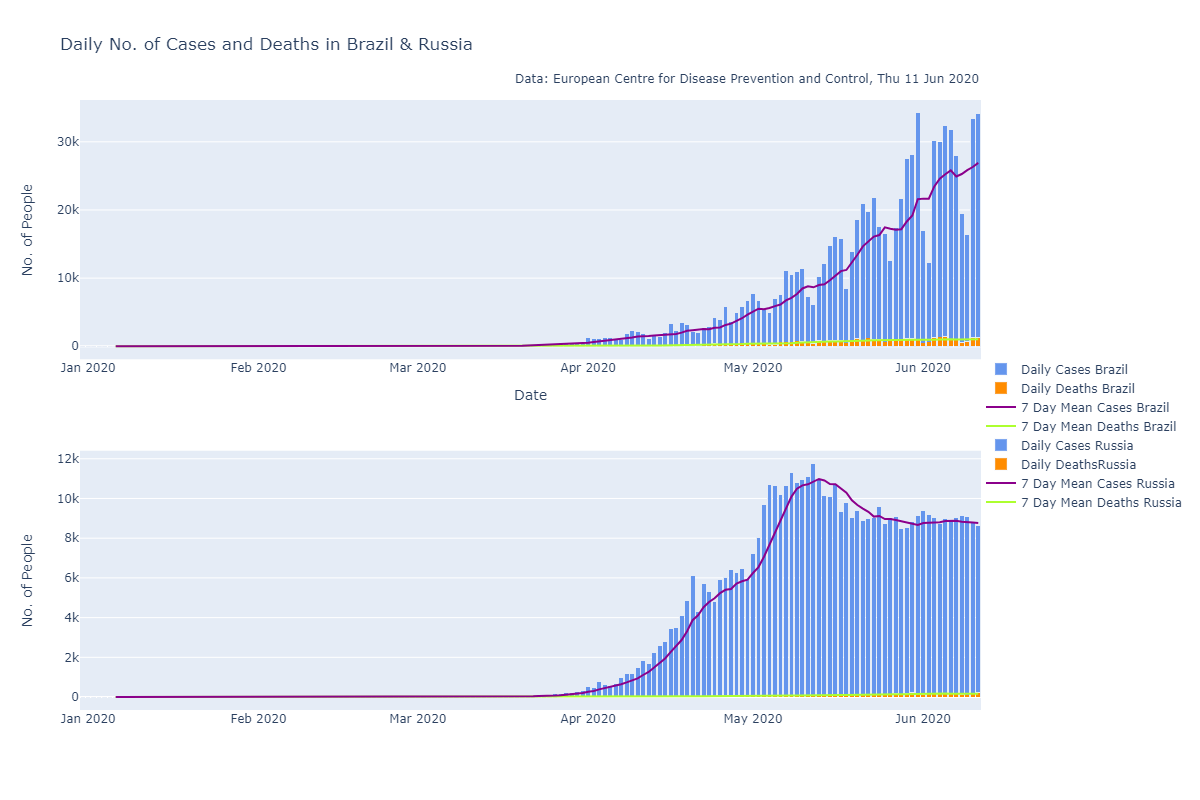 Daily No. of Cases and Deaths in Brazil & Russia
Data: European Centre for Disease Prevention and Control, Thu 11 Jun 2020
No. of People
30k
20k
10k
0
Jan 2020 Feb 2020 Mar 2020 Apr 2020 May 2020 Jun 2020
Date
Daily Cases Brazil
Daily Deaths Brazil
7 Day Mean Cases Brazil
7 Day Mean Deaths Brazil
Daily Cases Russia
Daily DeathsRussia
7 Day Mean Cases Russia
7 Day Mean Deaths Russia
No. of People
12k
10k
8k
6k
4k
2k
0
Jan 2020 Feb 2020 Mar 2020 Apr 2020 May 2020 Jun 2020